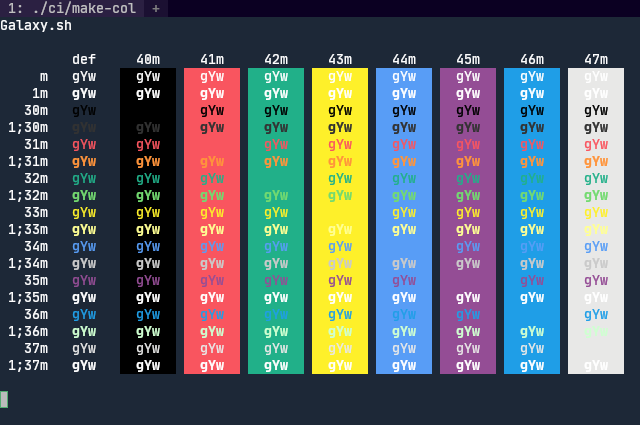 1: ./ci/make-col +
Galaxy.sh
def 40m 41m 42m 43m 44m 45m 46m 47m
m gYw gYw gYw gYw gYw gYw gYw gYw gYw
1m gYw gYw gYw gYw gYw gYw gYw gYw gYw
30m gYw gYw gYw gYw gYw gYw gYw gYw
1;30m gYw gYw gYw gYw gYw gYw gYw gYw gYw
31m gYw gYw gYw gYw gYw gYw gYw gYw
1;31m gYw gYw gYw gYw gYw gYw gYw gYw gYw
32m gYw gYw gYw gYw gYw gYw gYw gYw
1;32m gYw gYw gYw gYw gYw gYw gYw gYw gYw
33m gYw gYw gYw gYw gYw gYw gYw gYw
1;33m gYw gYw gYw gYw gYw gYw gYw gYw gYw
34m gYw gYw gYw gYw gYw gYw gYw gYw
1;34m gYw gYw gYw gYw gYw gYw gYw gYw gYw
35m gYw gYw gYw gYw gYw gYw gYw gYw
1;35m gYw gYw gYw gYw gYw gYw gYw gYw gYw
36m gYw gYw gYw gYw gYw gYw gYw gYw
1;36m gYw gYw gYw gYw gYw gYw gYw gYw gYw
37m gYw gYw gYw gYw gYw gYw gYw gYw
1;37m gYw gYw gYw gYw gYw gYw gYw gYw gYw